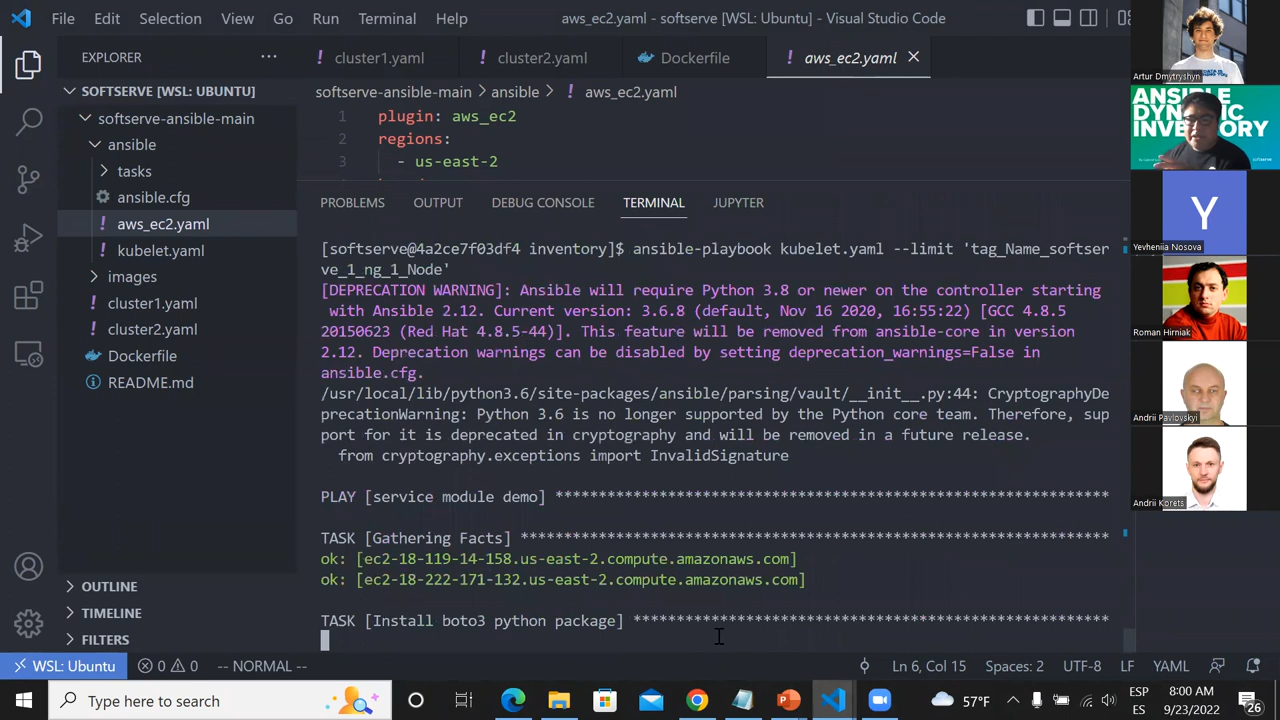 File Edit Selection View Go Run Terminal Help aws_ec2.yaml - softserve [WSL: Ubuntu] - Visual Studio Code
EXPLORER
cluster1.yaml cluster2.yaml Dockerfile aws_ec2.yaml
SOFTSERVE [WSL: UBUNTU]
softserve-ansible-main
ansible
tasks
ansible.cfg
aws_ec2.yaml
kubelet.yaml
images
cluster1.yaml
cluster2.yaml
Dockerfile
README.md
OUTLINE
TIMELINE
FILTERS
softserve-ansible-main > ansible > aws_ec2.yaml
1 plugin: aws_ec2
2 regions:
3 - us-east-2
PROBLEMS OUTPUT DEBUG CONSOLE TERMINAL JUPYTER
[softserve@4a2ce7f03df4 inventory]$ ansible-playbook kubelet.yaml --limit 'tag_Name_softser
ve_1_ng_1_Node'
[DEPRECATION WARNING]: Ansible will require Python 3.8 or newer on the controller starting
with Ansible 2.12. Current version: 3.6.8 (default, Nov 16 2020, 16:55:22) [GCC 4.8.5
20150623 (Red Hat 4.8.5-44)]. This feature will be removed from ansible-core in version
2.12. Deprecation warnings can be disabled by setting deprecation_warnings=False in
ansible.cfg.
/usr/local/lib/python3.6/site-packages/ansible/parsing/vault/__init__.py:44: CryptographyDe
precationWarning: Python 3.6 is no longer supported by the Python core team. Therefore, sup
port for it is deprecated in cryptography and will be removed in a future release.
from cryptography.exceptions import InvalidSignature
PLAY [service module demo] ****************************************************************
TASK [Gathering Facts] ********************************************************************
ok: [ec2-18-119-14-158.us-east-2.compute.amazonaws.com]
ok: [ec2-18-222-171-132.us-east-2.compute.amazonaws.com]
TASK [Install boto3 python package] *******************************************************
WSL: Ubuntu 0 0 -- NORMAL -- Ln 6, Col 15 Spaces: 2 UTF-8 LF YAML
Type here to search 57°F ESP ES 8:00 AM 9/23/2022 26
Artur Dmytryshyn
ANSIBLE
DYNAMIC
INVENTORY
softserve
Y
Yevheniia Nosova
Roman Hirniak
Andrii Pavlovskyi
Andrii Korets